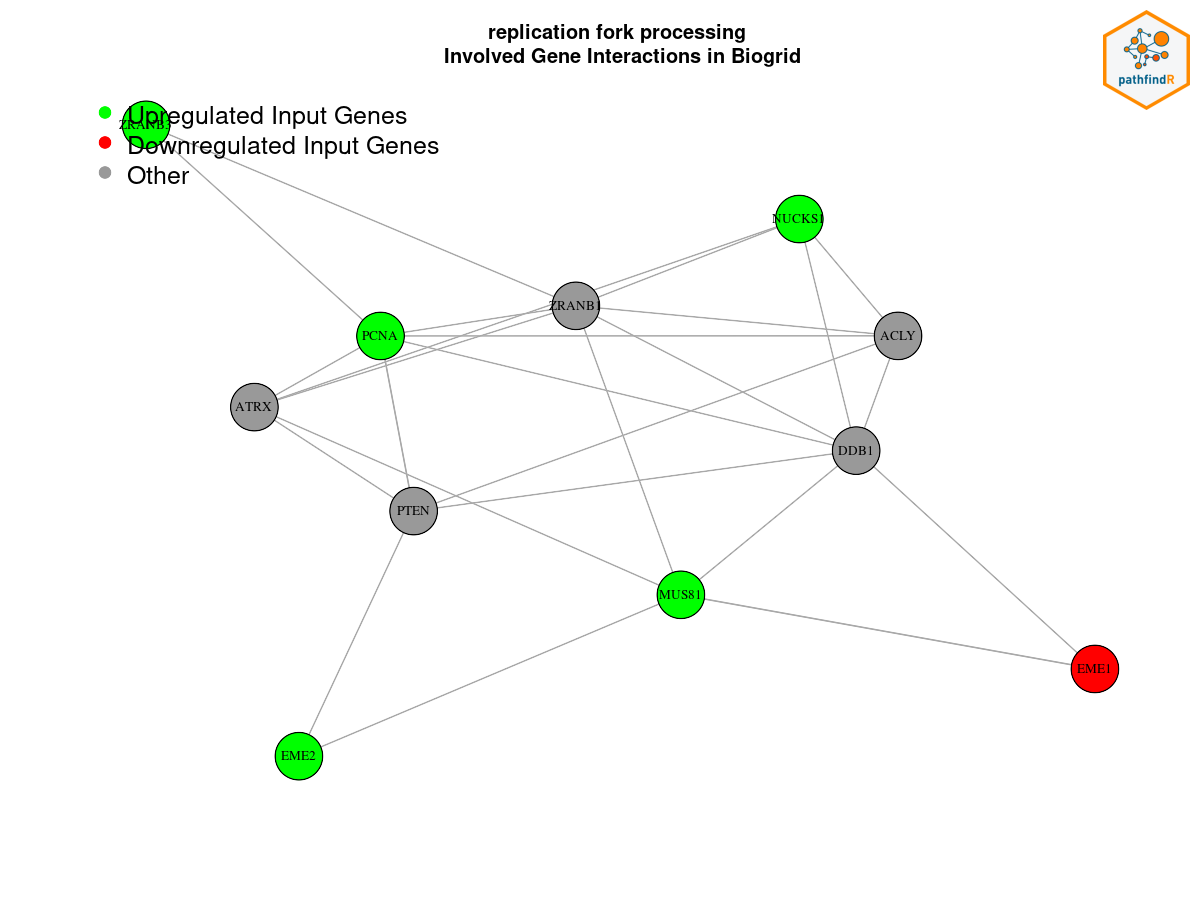 replication fork processing
Involved Gene Interactions in Biogrid
pathfindR
Upregulated Input Genes
ZRANB3
Downregulated Input Genes
Other
NUCKS1
ZRANB1
PCNA
ACLY
ATRX
DDB1
PTEN
MUS81
EME1
EME2